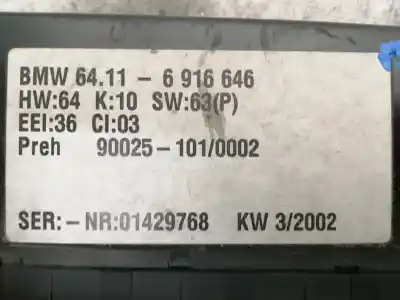 BMW 64.11 - 6 916 646
HW:64 K:10 SW:63(P)
EEI:36 CI:03
Preh 90025-101/0002
SER:-NR:01429768 KW 3/2002